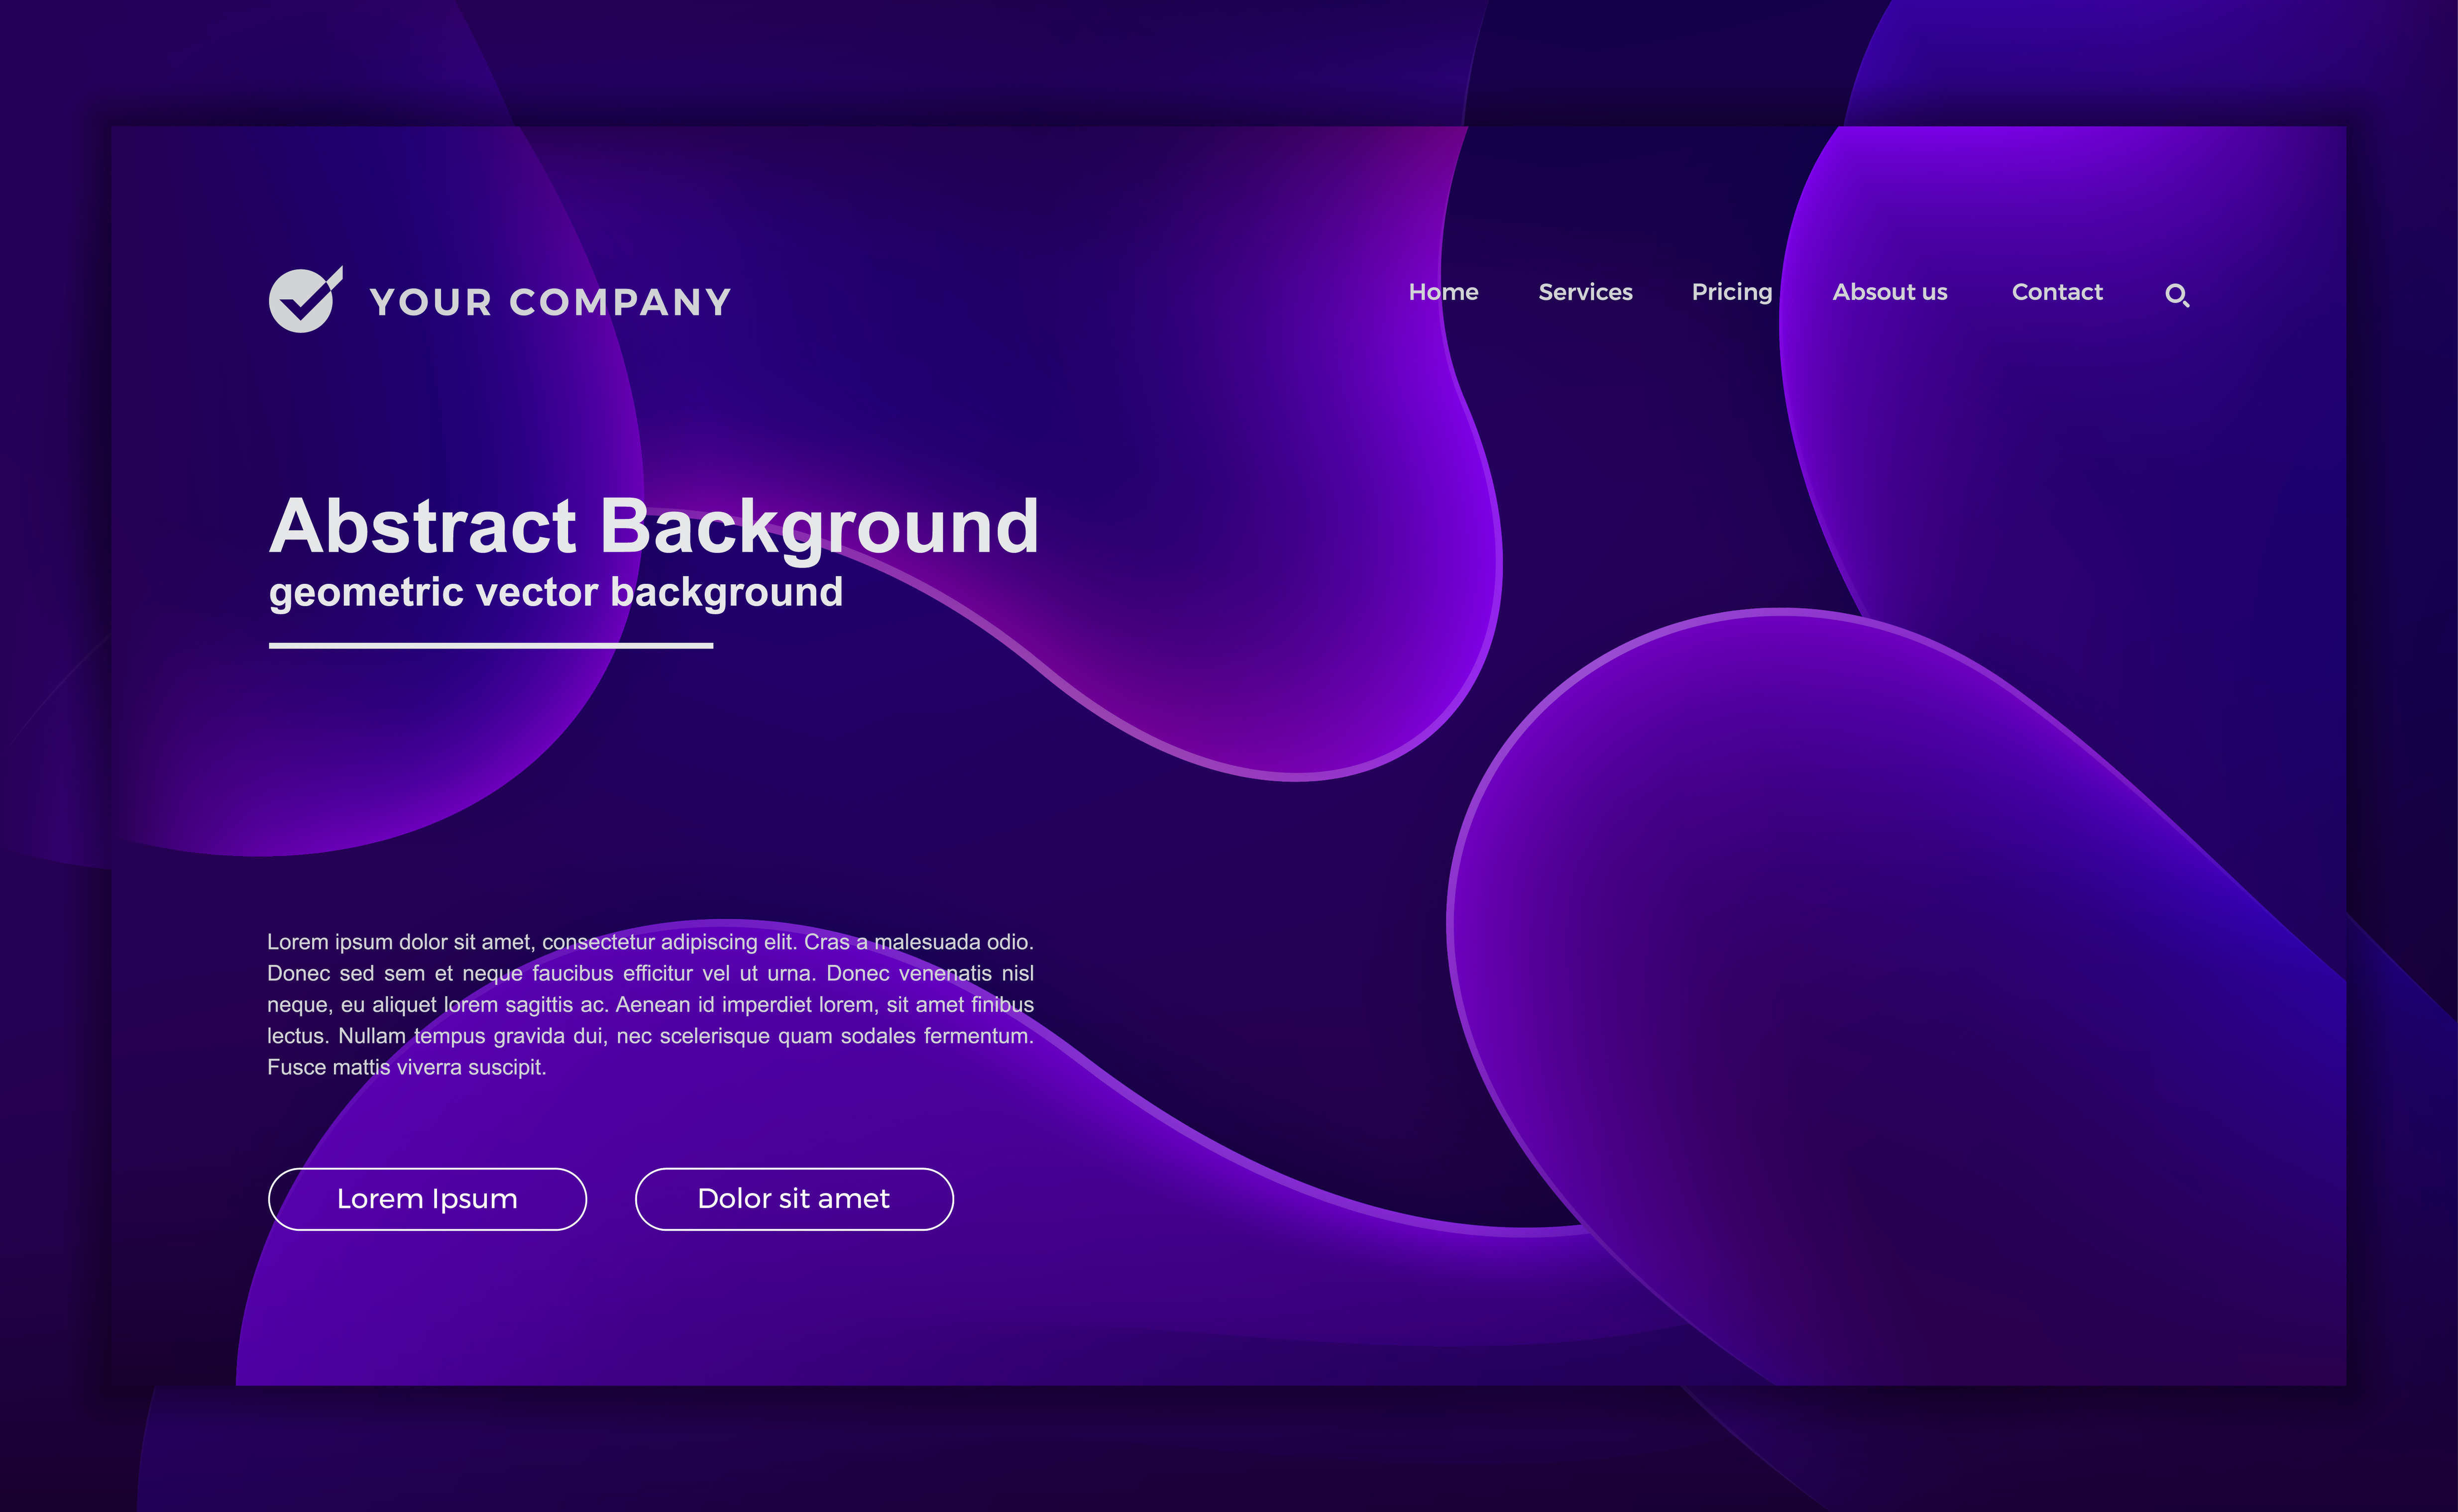 YOUR COMPANY
Home Services Pricing Absout us Contact
Abstract Background
geometric vector background
Lorem ipsum dolor sit amet, consectetur adipiscing elit. Cras a malesuada odio.
Donec sed sem et neque faucibus efficitur vel ut urna. Donec venenatis nisl
neque, eu aliquet lorem sagittis ac. Aenean id imperdiet lorem, sit amet finibus
lectus. Nullam tempus gravida dui, nec scelerisque quam sodales fermentum.
Fusce mattis viverra suscipit.
Lorem Ipsum
Dolor sit amet